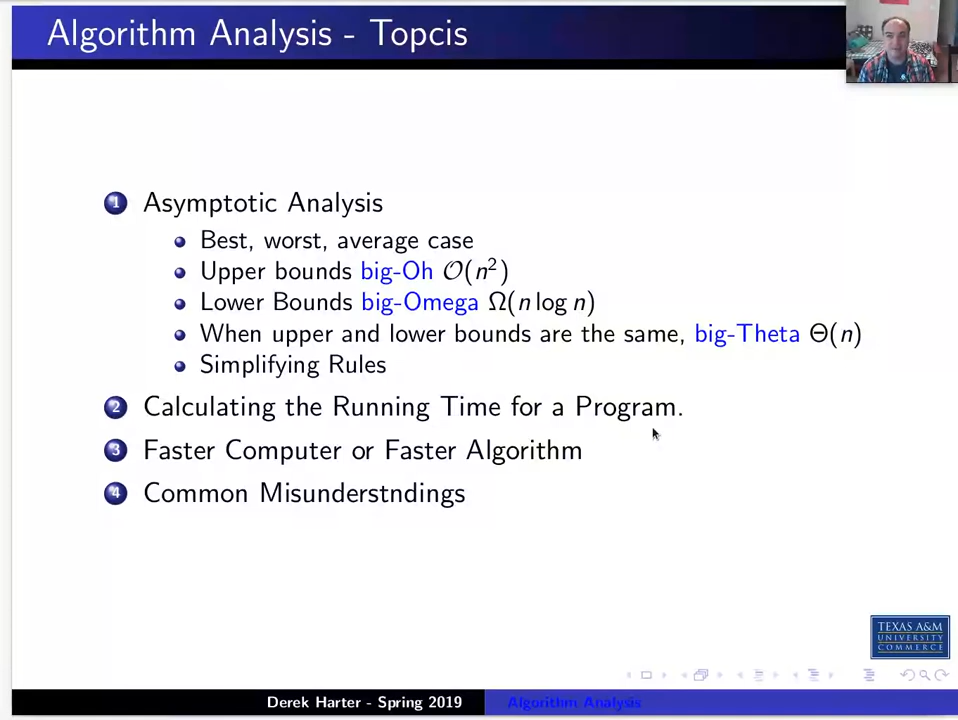 Algorithm Analysis - Topcis
1 Asymptotic Analysis
Best, worst, average case
Upper bounds big-Oh O(n²)
Lower Bounds big-Omega Ω(n log n)
When upper and lower bounds are the same, big-Theta Θ(n)
Simplifying Rules
2 Calculating the Running Time for a Program.
3 Faster Computer or Faster Algorithm
4 Common Misunderstndings
TEXAS A&M
UNIVERSITY
COMMERCE
Derek Harter - Spring 2019 Algorithm Analysis